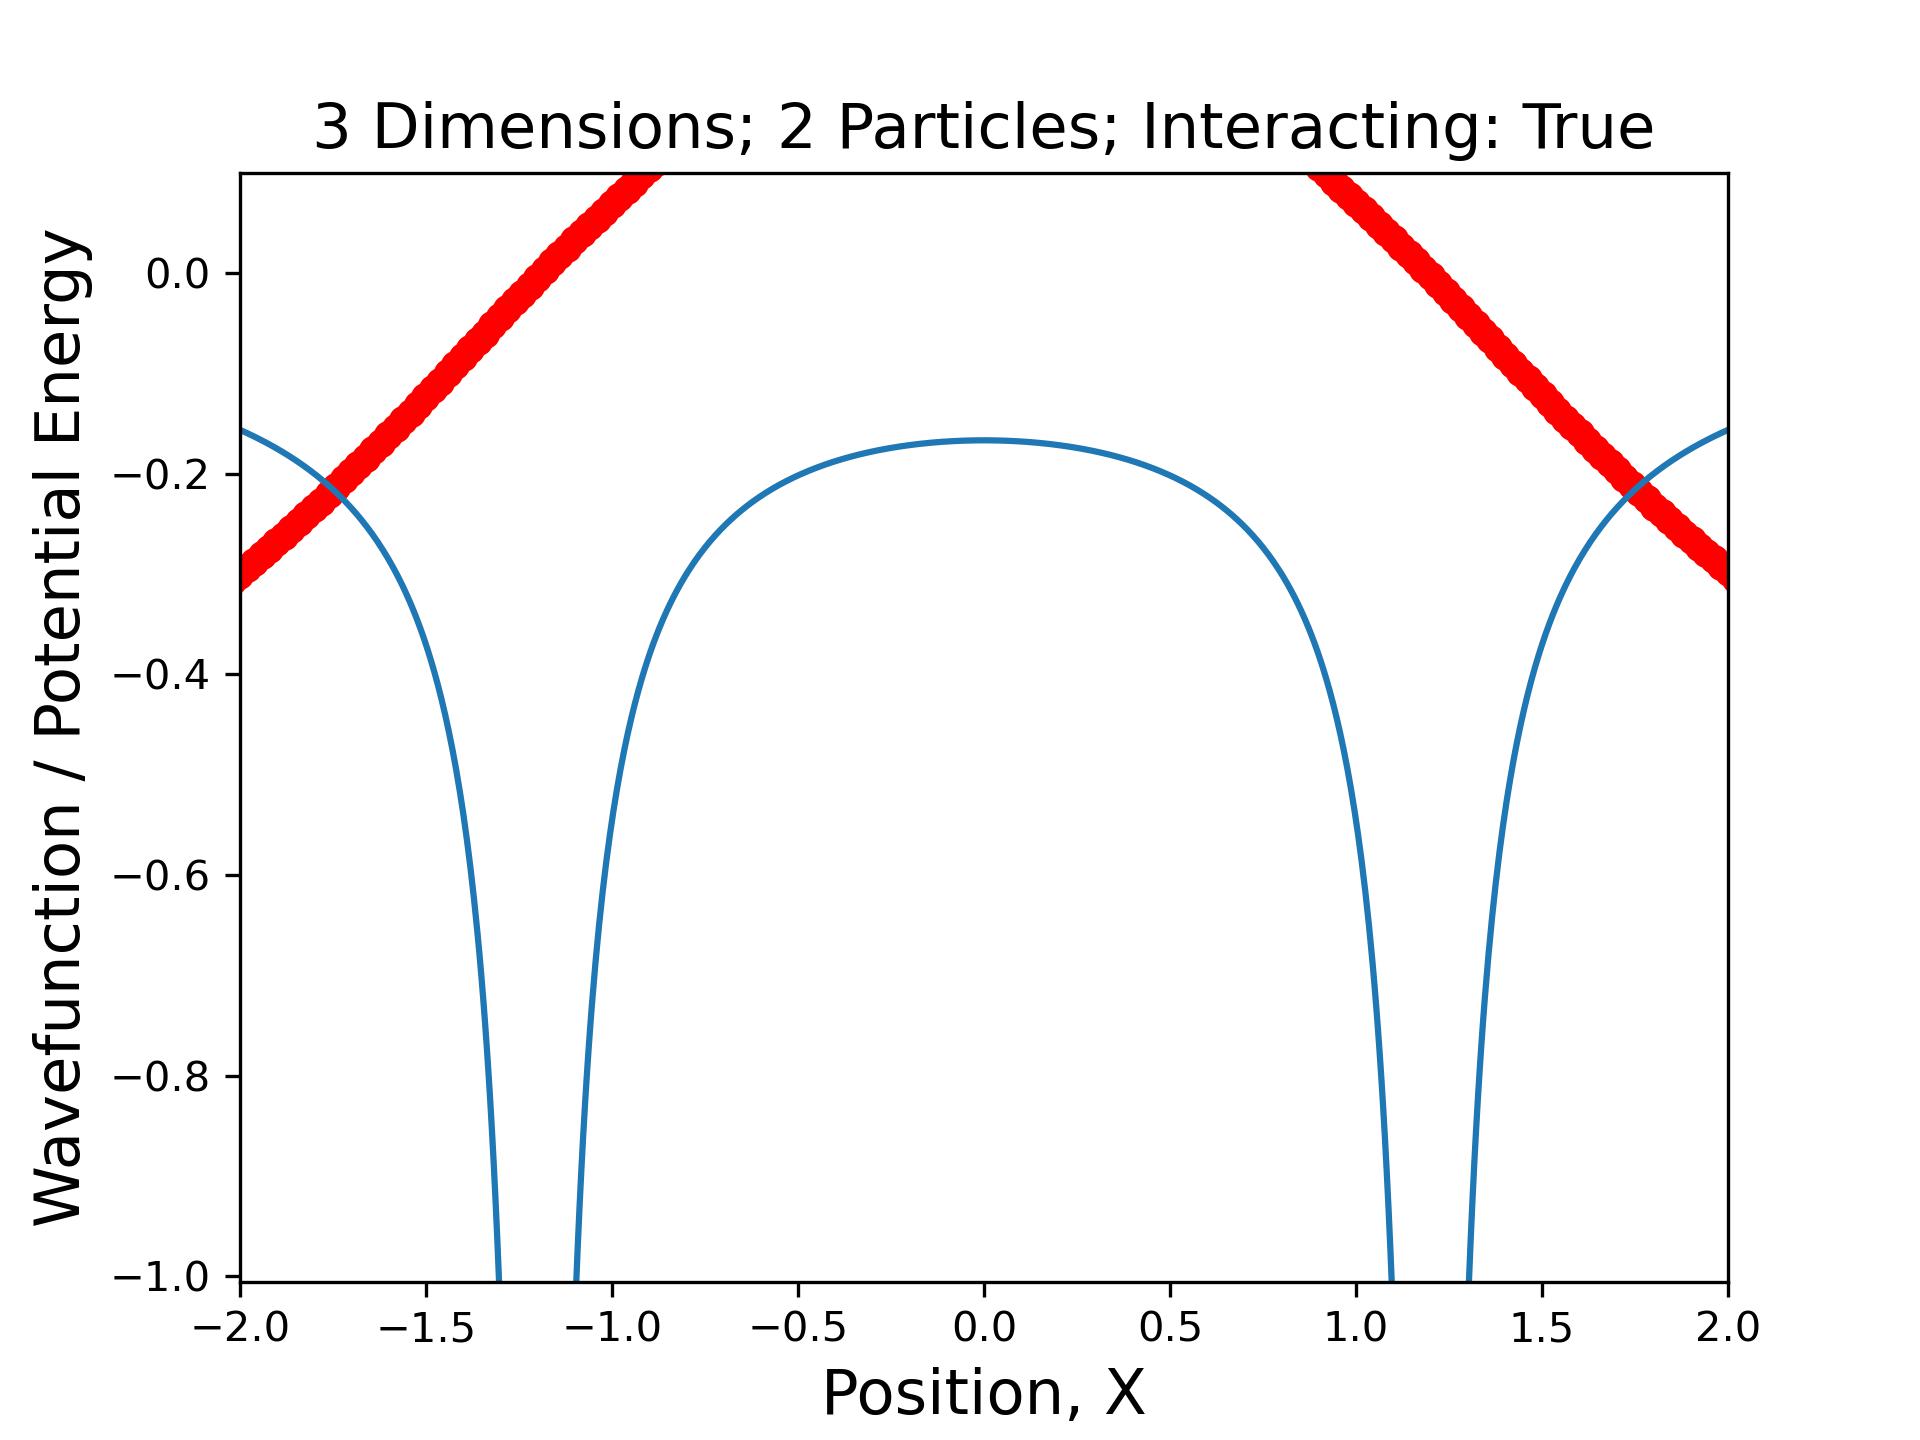 3 Dimensions; 2 Particles; Interacting: True
Wavefunction / Potential Energy
0.0
−0.2
−0.4
−0.6
−0.8
−1.0
−2.0 −1.5 −1.0 −0.5 0.0 0.5 1.0 1.5 2.0
Position, X